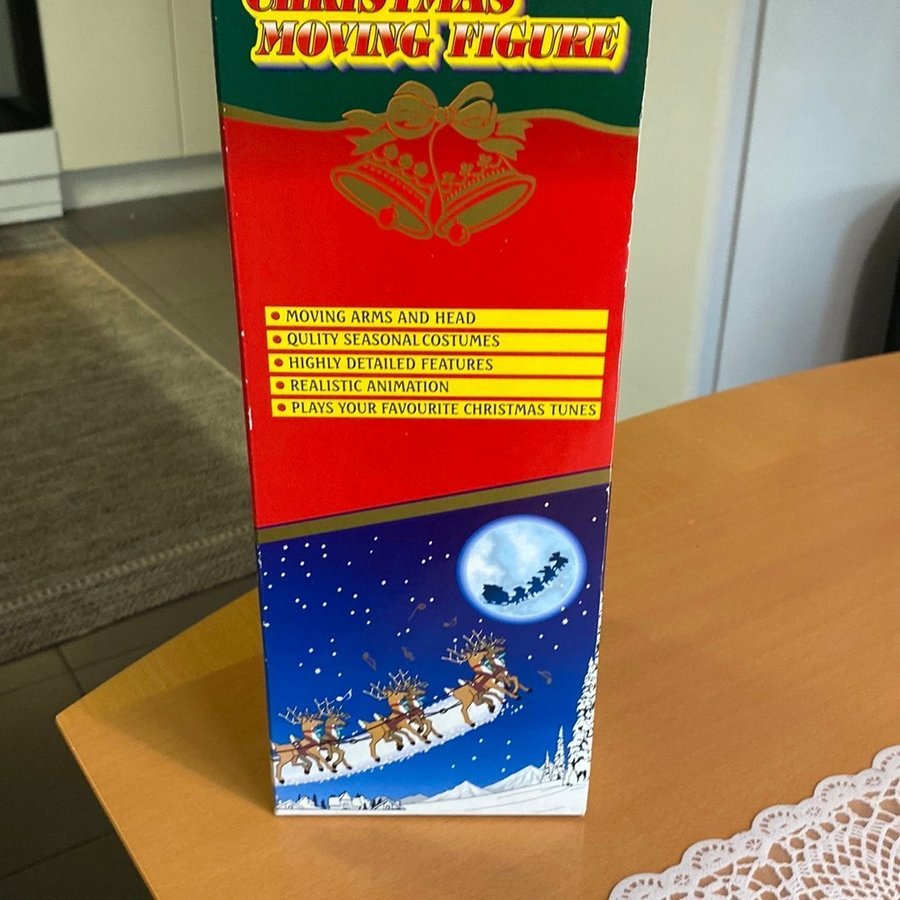 CHRISTMAS
MOVING FIGURE
• MOVING ARMS AND HEAD
• QULITY SEASONAL COSTUMES
• HIGHLY DETAILED FEATURES
• REALISTIC ANIMATION
• PLAYS YOUR FAVOURITE CHRISTMAS TUNES